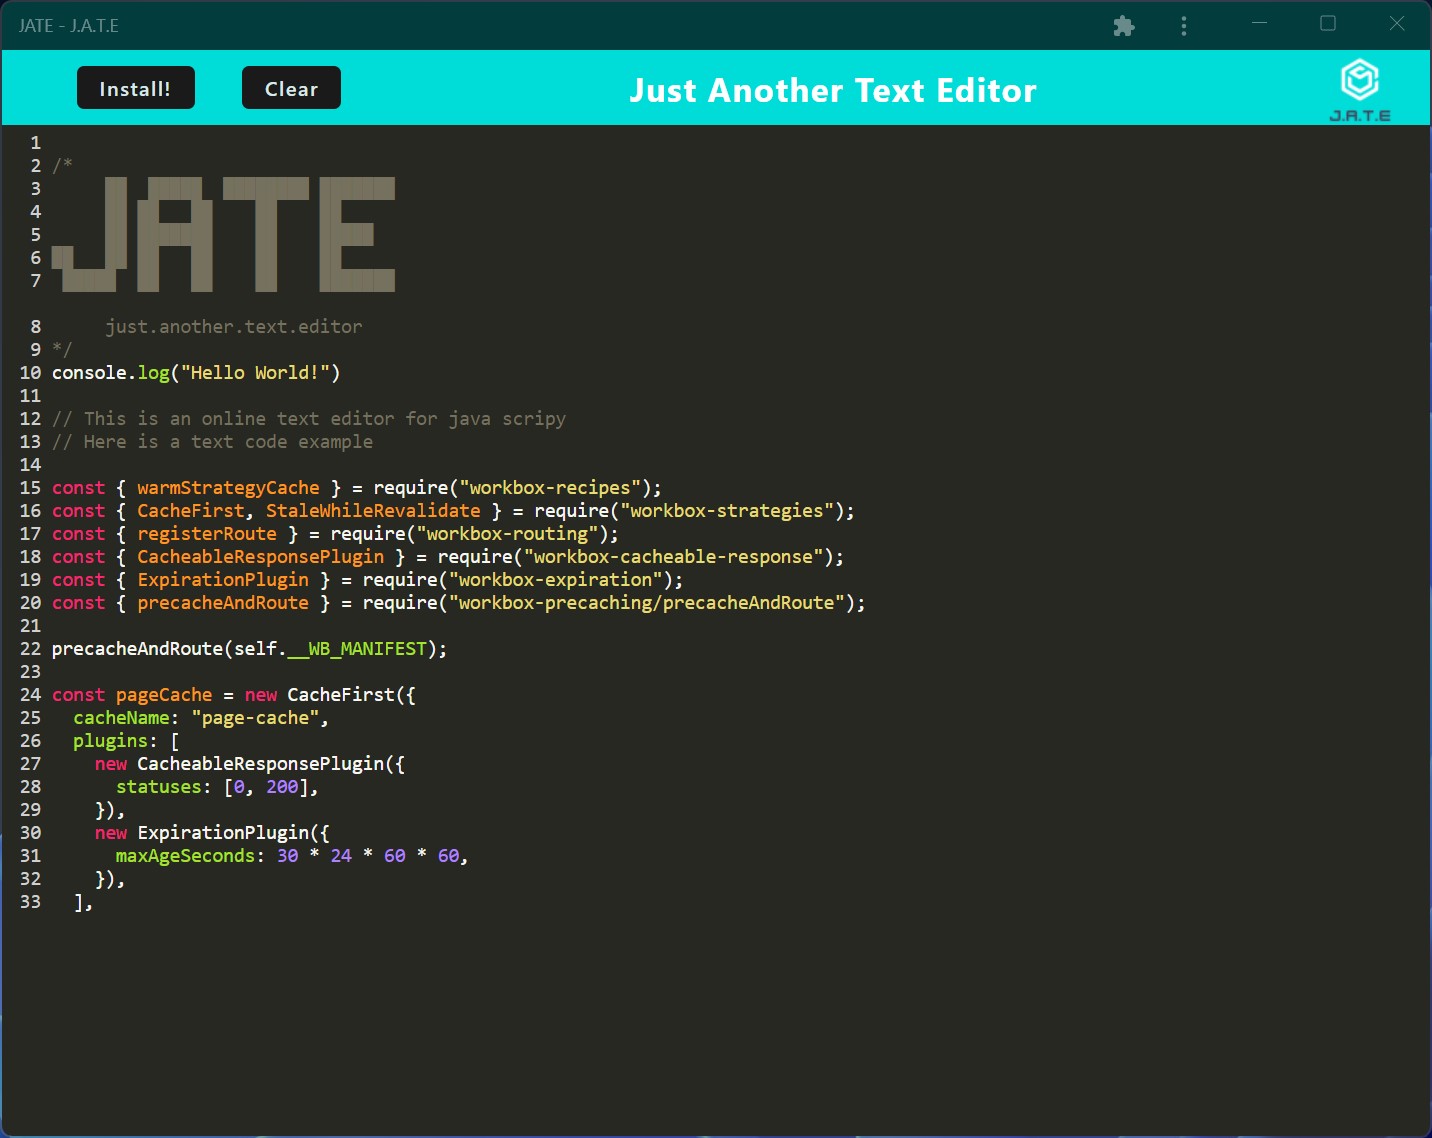 JATE - J.A.T.E
Install!
Clear
Just Another Text Editor
J.A.T.E
1
2 /*
3
4
5
6
7
JATE
8 just.another.text.editor
9 */
10 console.log("Hello World!")
11
12 // This is an online text editor for java scripy
13 // Here is a text code example
14
15 const { warmStrategyCache } = require("workbox-recipes");
16 const { CacheFirst, StaleWhileRevalidate } = require("workbox-strategies");
17 const { registerRoute } = require("workbox-routing");
18 const { CacheableResponsePlugin } = require("workbox-cacheable-response");
19 const { ExpirationPlugin } = require("workbox-expiration");
20 const { precacheAndRoute } = require("workbox-precaching/precacheAndRoute");
21
22 precacheAndRoute(self.__WB_MANIFEST);
23
24 const pageCache = new CacheFirst({
25   cacheName: "page-cache",
26   plugins: [
27     new CacheableResponsePlugin({
28       statuses: [0, 200],
29     }),
30     new ExpirationPlugin({
31       maxAgeSeconds: 30 * 24 * 60 * 60,
32     }),
33   ],